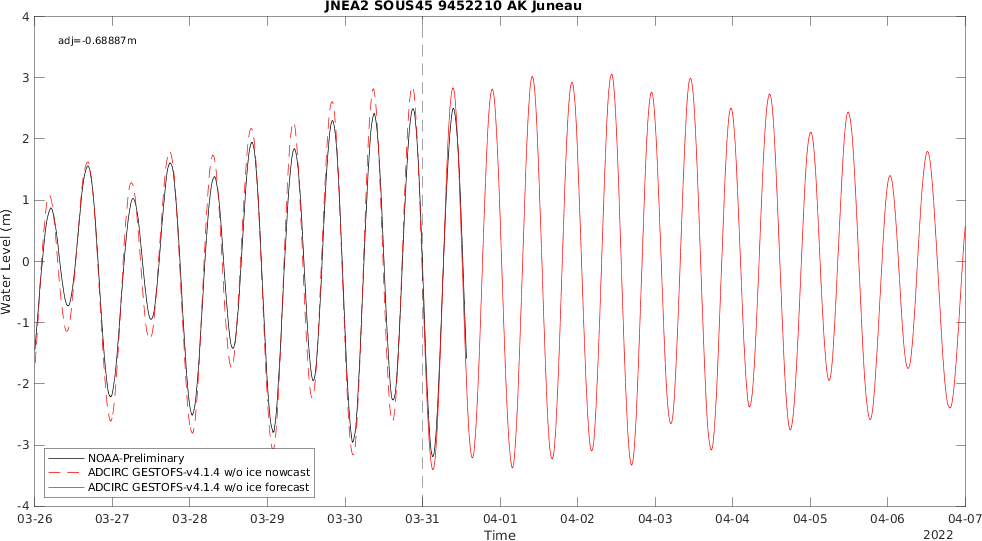 JNEA2 SOUS45 9452210 AK Juneau
adj=-0.68887m
4
3
2
1
0
-1
-2
-3
-4
Water Level (m)
NOAA-Preliminary
ADCIRC GESTOFS-v4.1.4 w/o ice nowcast
ADCIRC GESTOFS-v4.1.4 w/o ice forecast
03-26 03-27 03-28 03-29 03-30 03-31 04-01 04-02 04-03 04-04 04-05 04-06 04-07
Time
2022